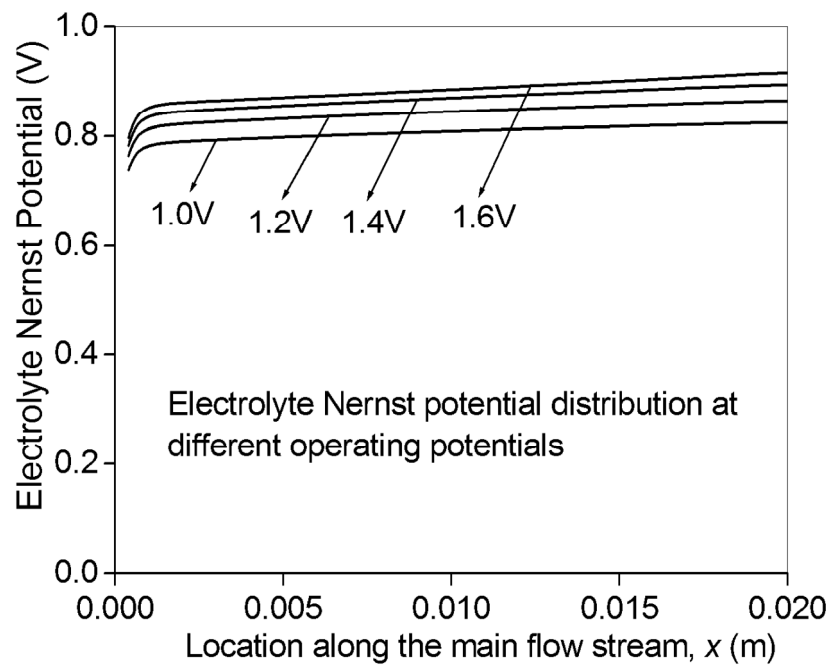 Electrolyte Nernst Potential (V)
1.0
0.8
0.6
0.4
0.2
0.0
1.0V
1.2V
1.4V
1.6V
Electrolyte Nernst potential distribution at
different operating potentials
0.000
0.005
0.010
0.015
0.020
Location along the main flow stream, x (m)